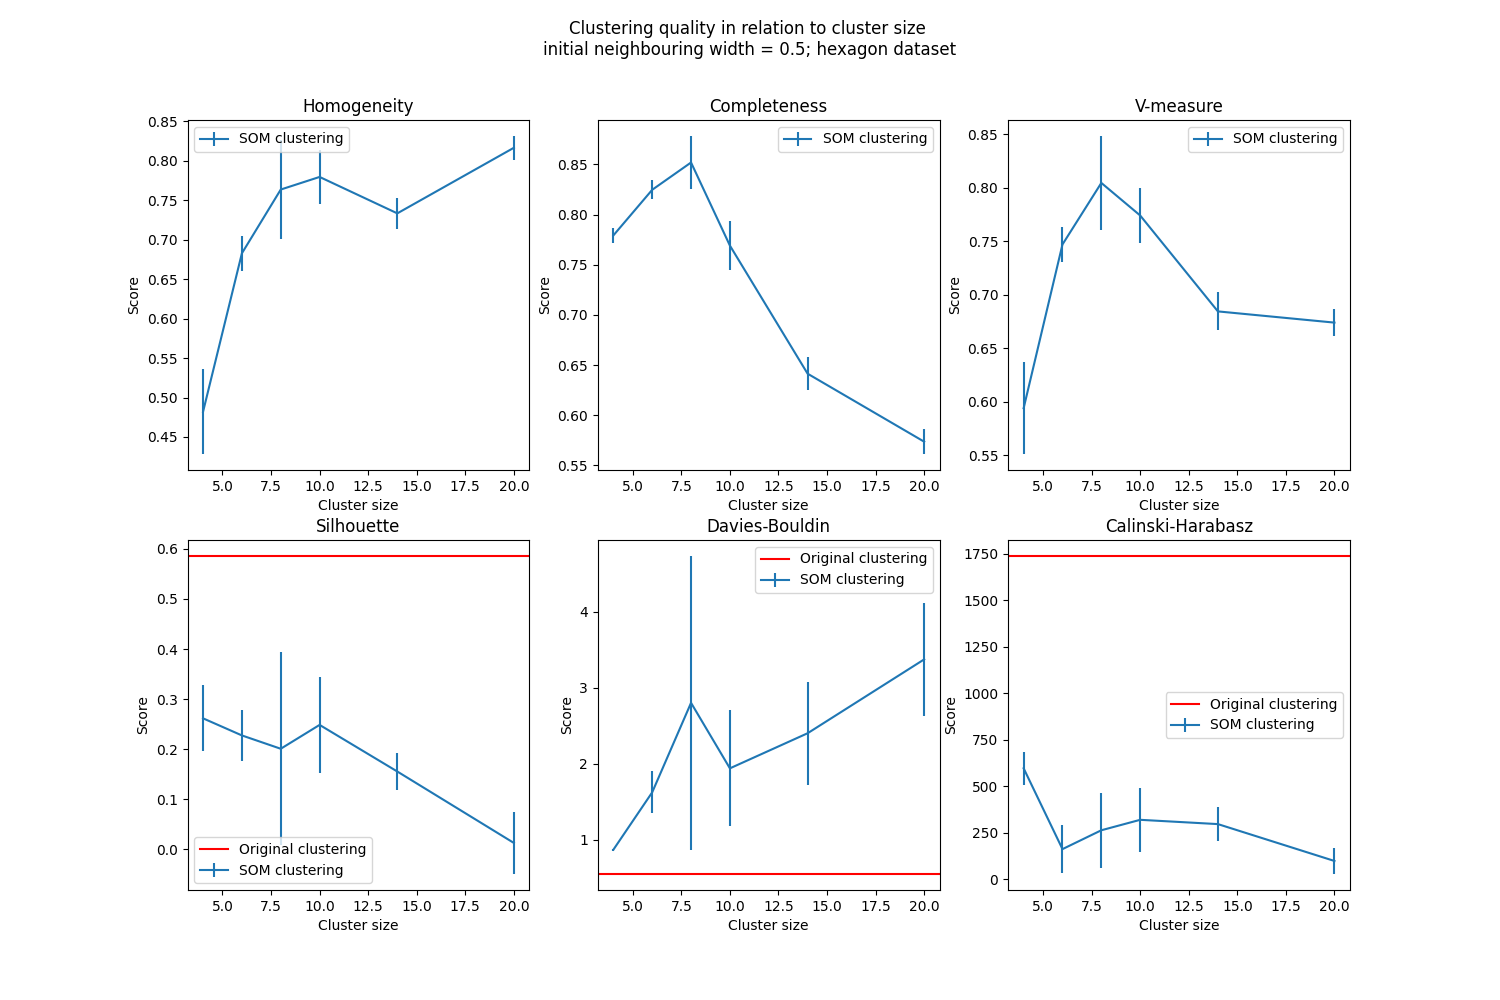 Clustering quality in relation to cluster size
initial neighbouring width = 0.5; hexagon dataset
Homogeneity
SOM clustering
0.85
0.80
0.75
0.70
0.65
0.60
0.55
0.50
0.45
Score
5.0 7.5 10.0 12.5 15.0 17.5 20.0
Cluster size
Completeness
SOM clustering
0.85
0.80
0.75
0.70
0.65
0.60
0.55
Score
5.0 7.5 10.0 12.5 15.0 17.5 20.0
Cluster size
V-measure
SOM clustering
0.85
0.80
0.75
0.70
0.65
0.60
0.55
Score
5.0 7.5 10.0 12.5 15.0 17.5 20.0
Cluster size
Silhouette
0.6
0.5
0.4
0.3
0.2
0.1
0.0
Score
Original clustering
SOM clustering
5.0 7.5 10.0 12.5 15.0 17.5 20.0
Cluster size
Davies-Bouldin
Original clustering
SOM clustering
4
3
2
1
Score
5.0 7.5 10.0 12.5 15.0 17.5 20.0
Cluster size
Calinski-Harabasz
1750
1500
1250
1000
750
500
250
0
Score
Original clustering
SOM clustering
5.0 7.5 10.0 12.5 15.0 17.5 20.0
Cluster size